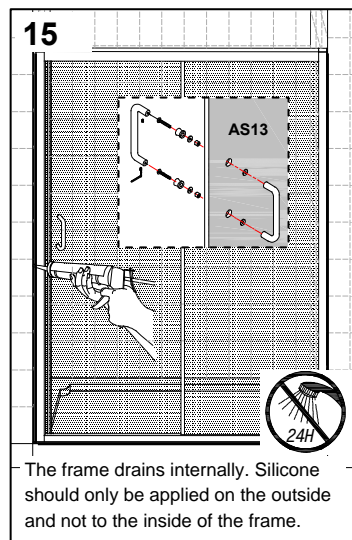 15
AS13
24H
The frame drains internally. Silicone
should only be applied on the outside
and not to the inside of the frame.